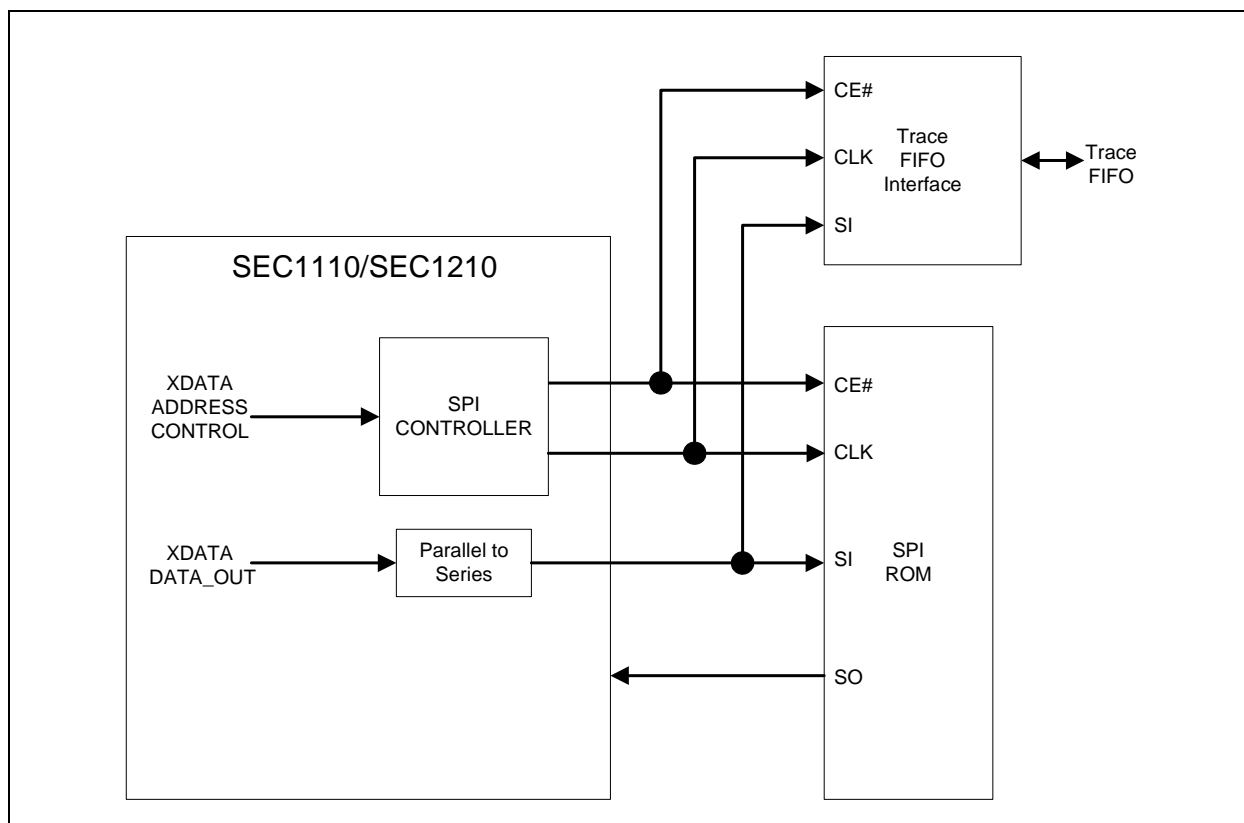 CE#
CLK
SI
Trace
FIFO
Interface
Trace
FIFO
SEC1110/SEC1210
XDATA
ADDRESS
CONTROL
SPI
CONTROLLER
XDATA
DATA_OUT
Parallel to
Series
CE#
CLK
SI
SO
SPI
ROM